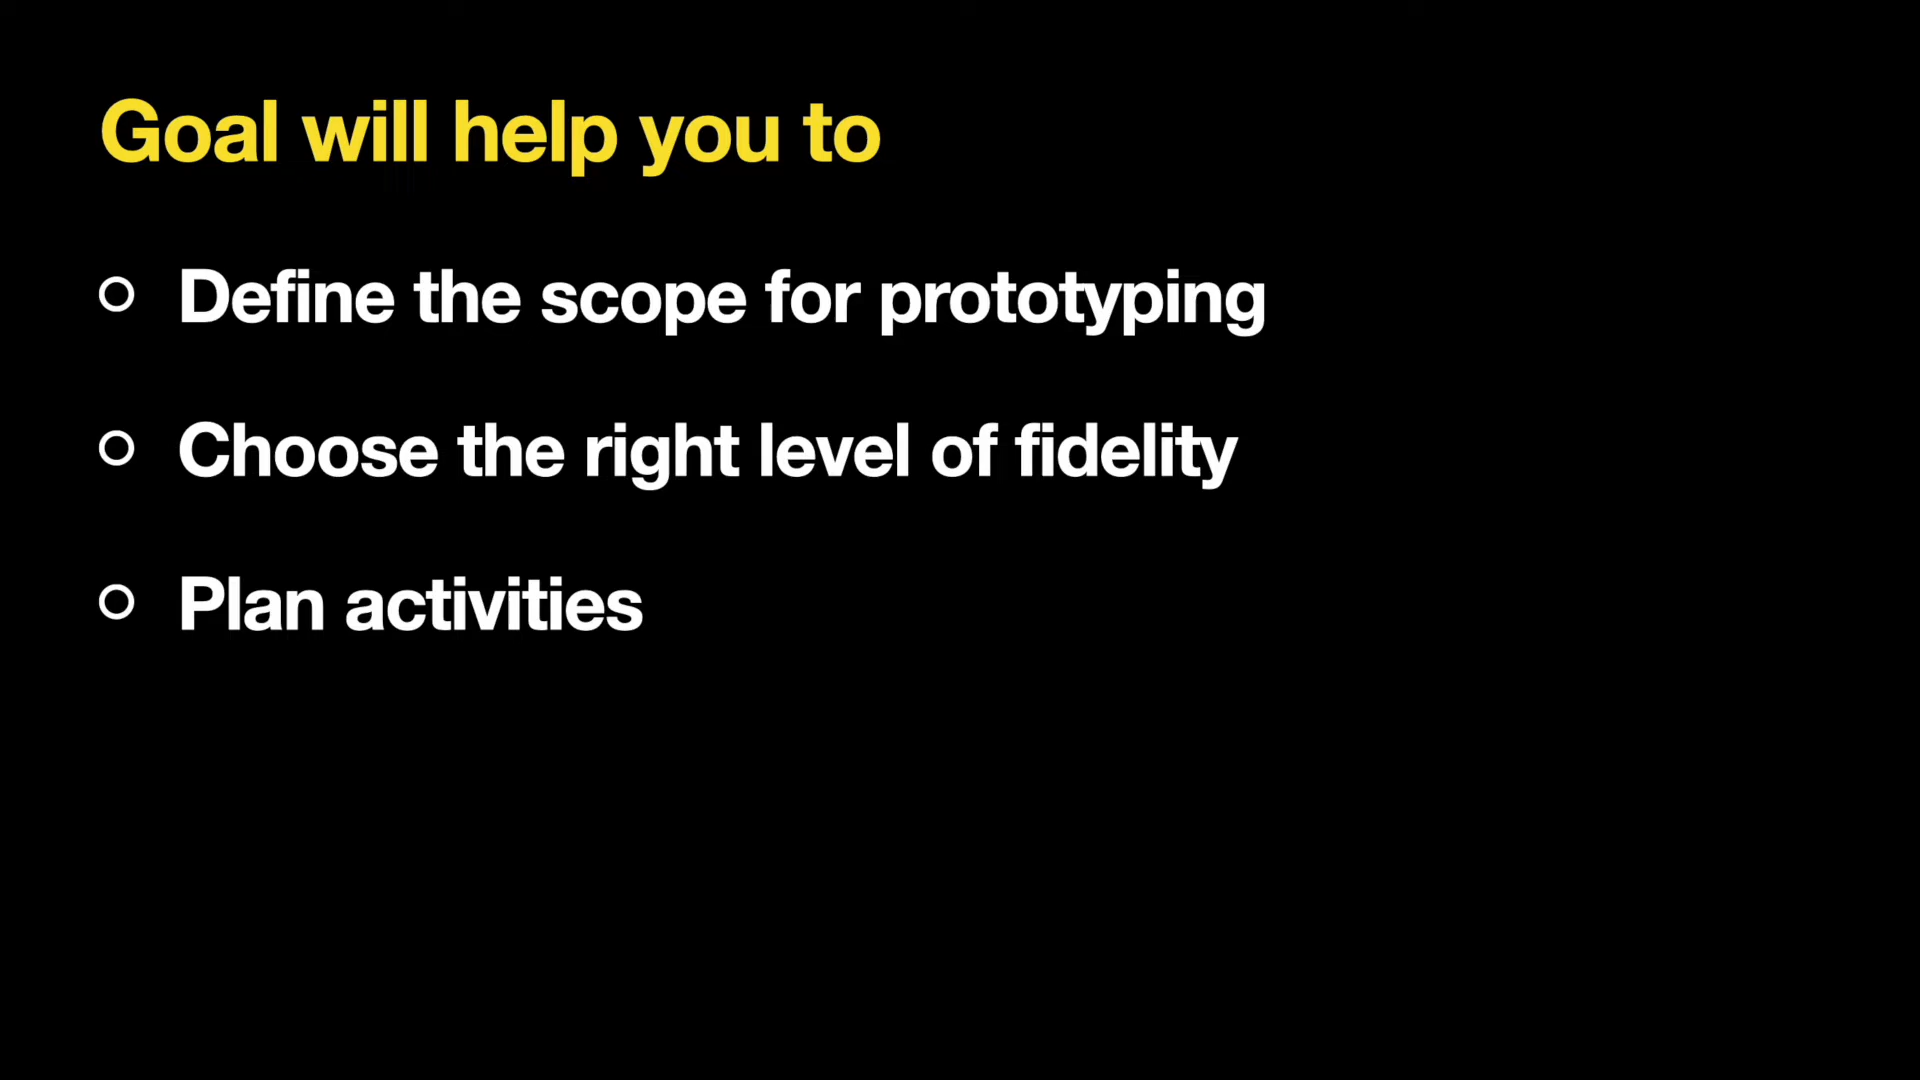 Goal will help you to
Define the scope for prototyping
Choose the right level of fidelity
Plan activities